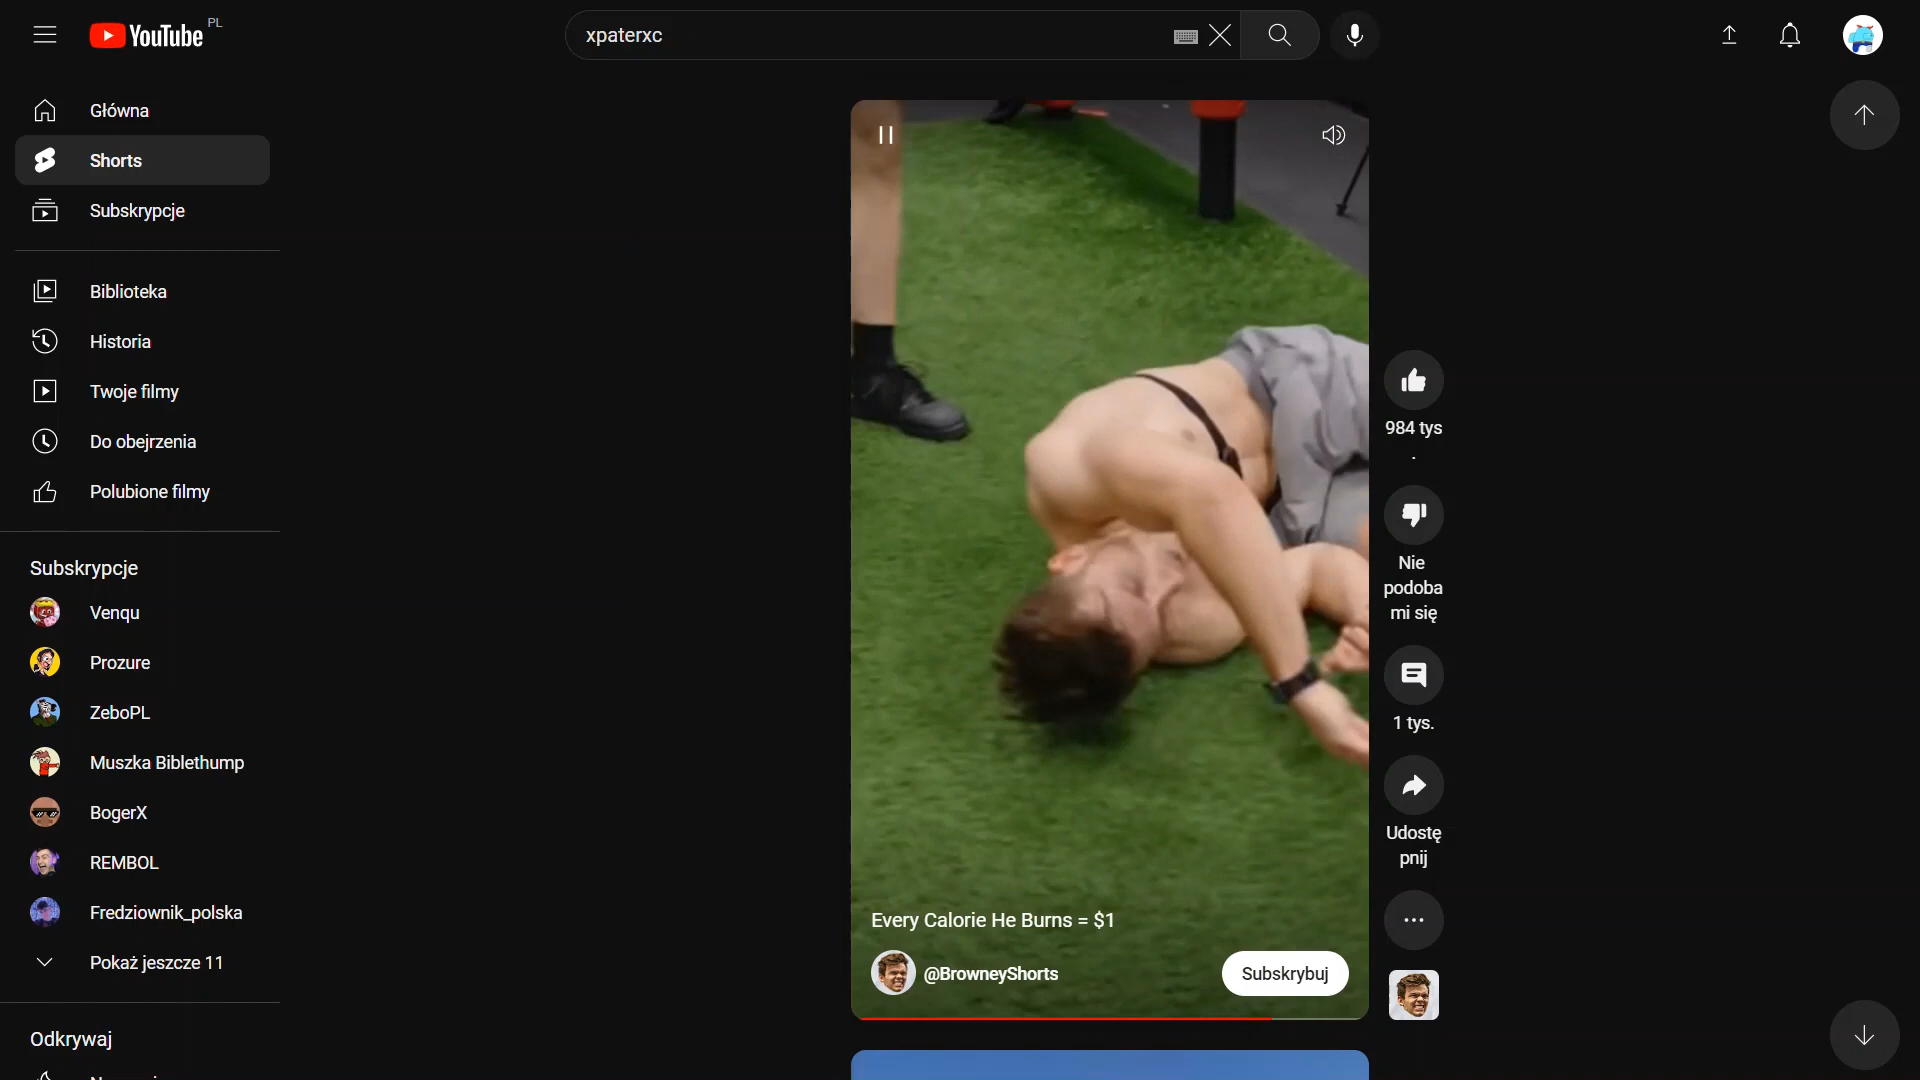 YouTube PL
xpaterxc
Główna
Shorts
Subskrypcje
Biblioteka
Historia
Twoje filmy
Do obejrzenia
Polubione filmy
Subskrypcje
Venqu
Prozure
ZeboPL
Muszka Biblethump
BogerX
REMBOL
Fredziownik_polska
Pokaż jeszcze 11
Odkrywaj
984 tys
.
Nie
podoba
mi się
1 tys.
Udostę
pnij
Every Calorie He Burns = $1
@BrowneyShorts
Subskrybuj